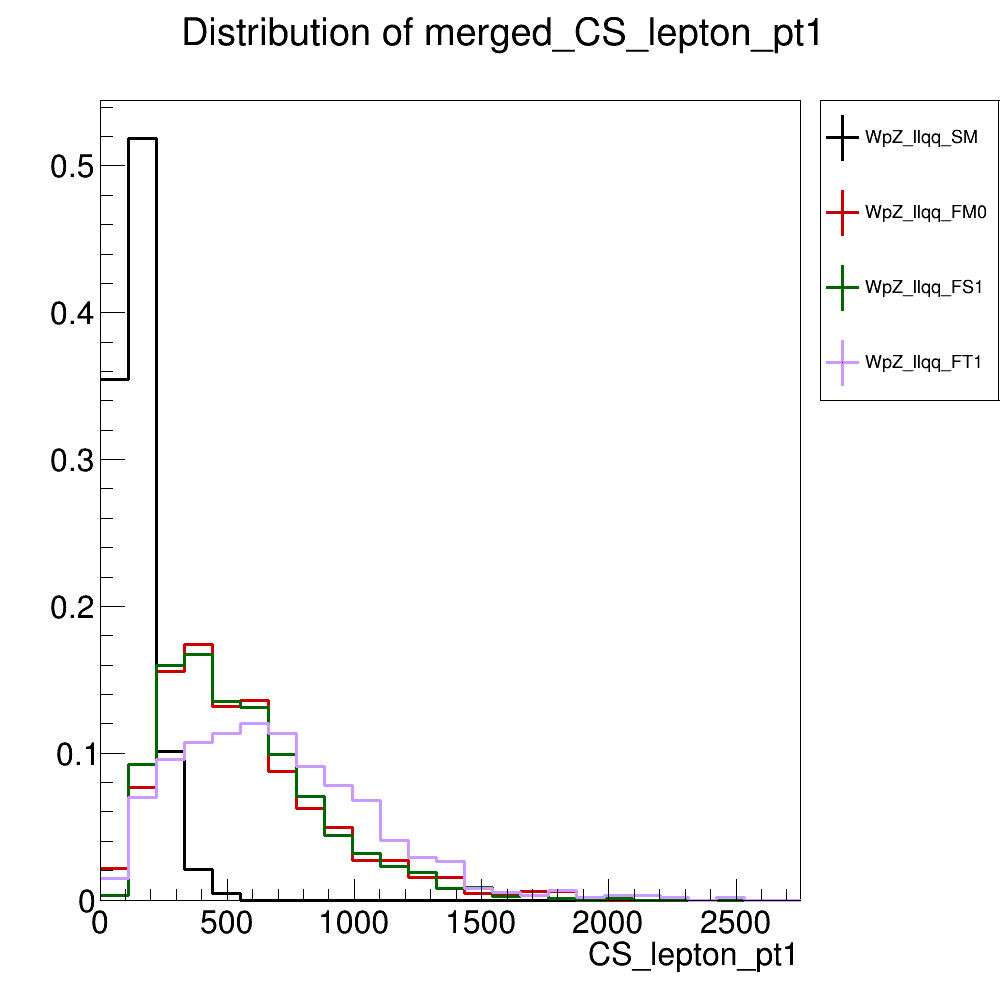 Distribution of merged_CS_lepton_pt1
WpZ_llqq_SM
WpZ_llqq_FM0
WpZ_llqq_FS1
WpZ_llqq_FT1
0.5
0.4
0.3
0.2
0.1
0
0 500 1000 1500 2000 2500
CS_lepton_pt1